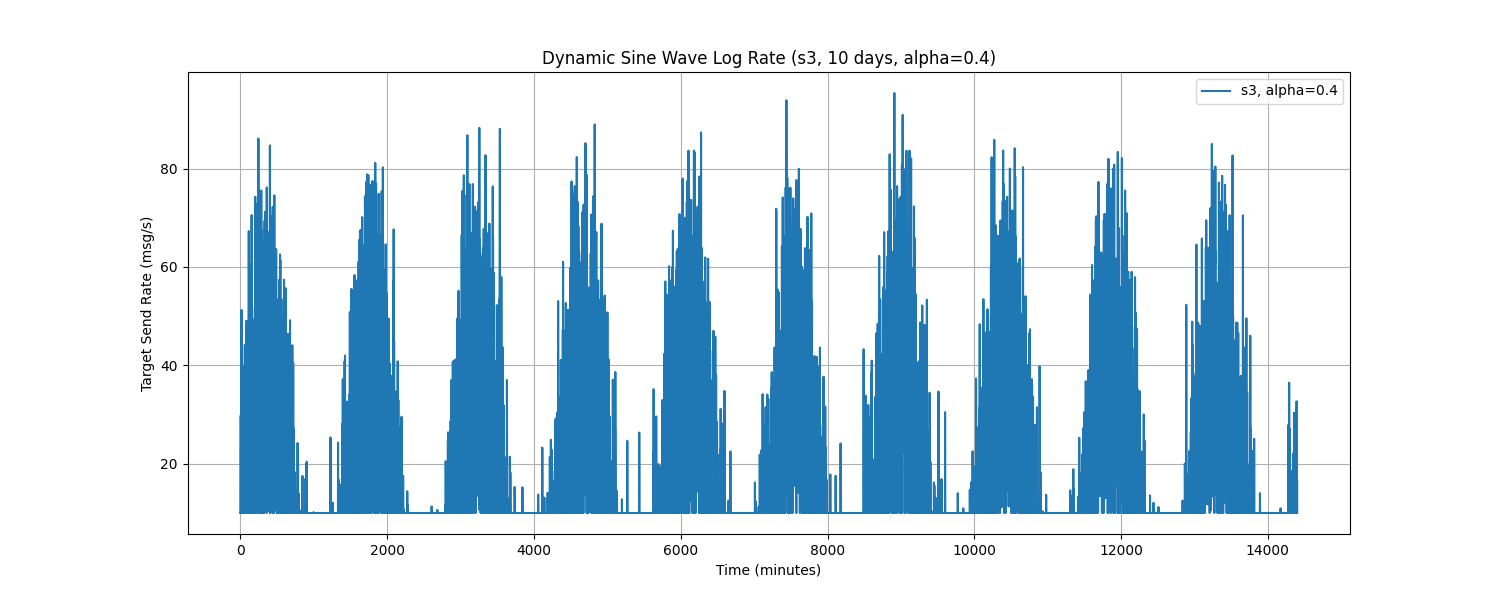 Dynamic Sine Wave Log Rate (s3, 10 days, alpha=0.4)
s3, alpha=0.4
Target Send Rate (msg/s)
80
60
40
20
0 2000 4000 6000 8000 10000 12000 14000
Time (minutes)